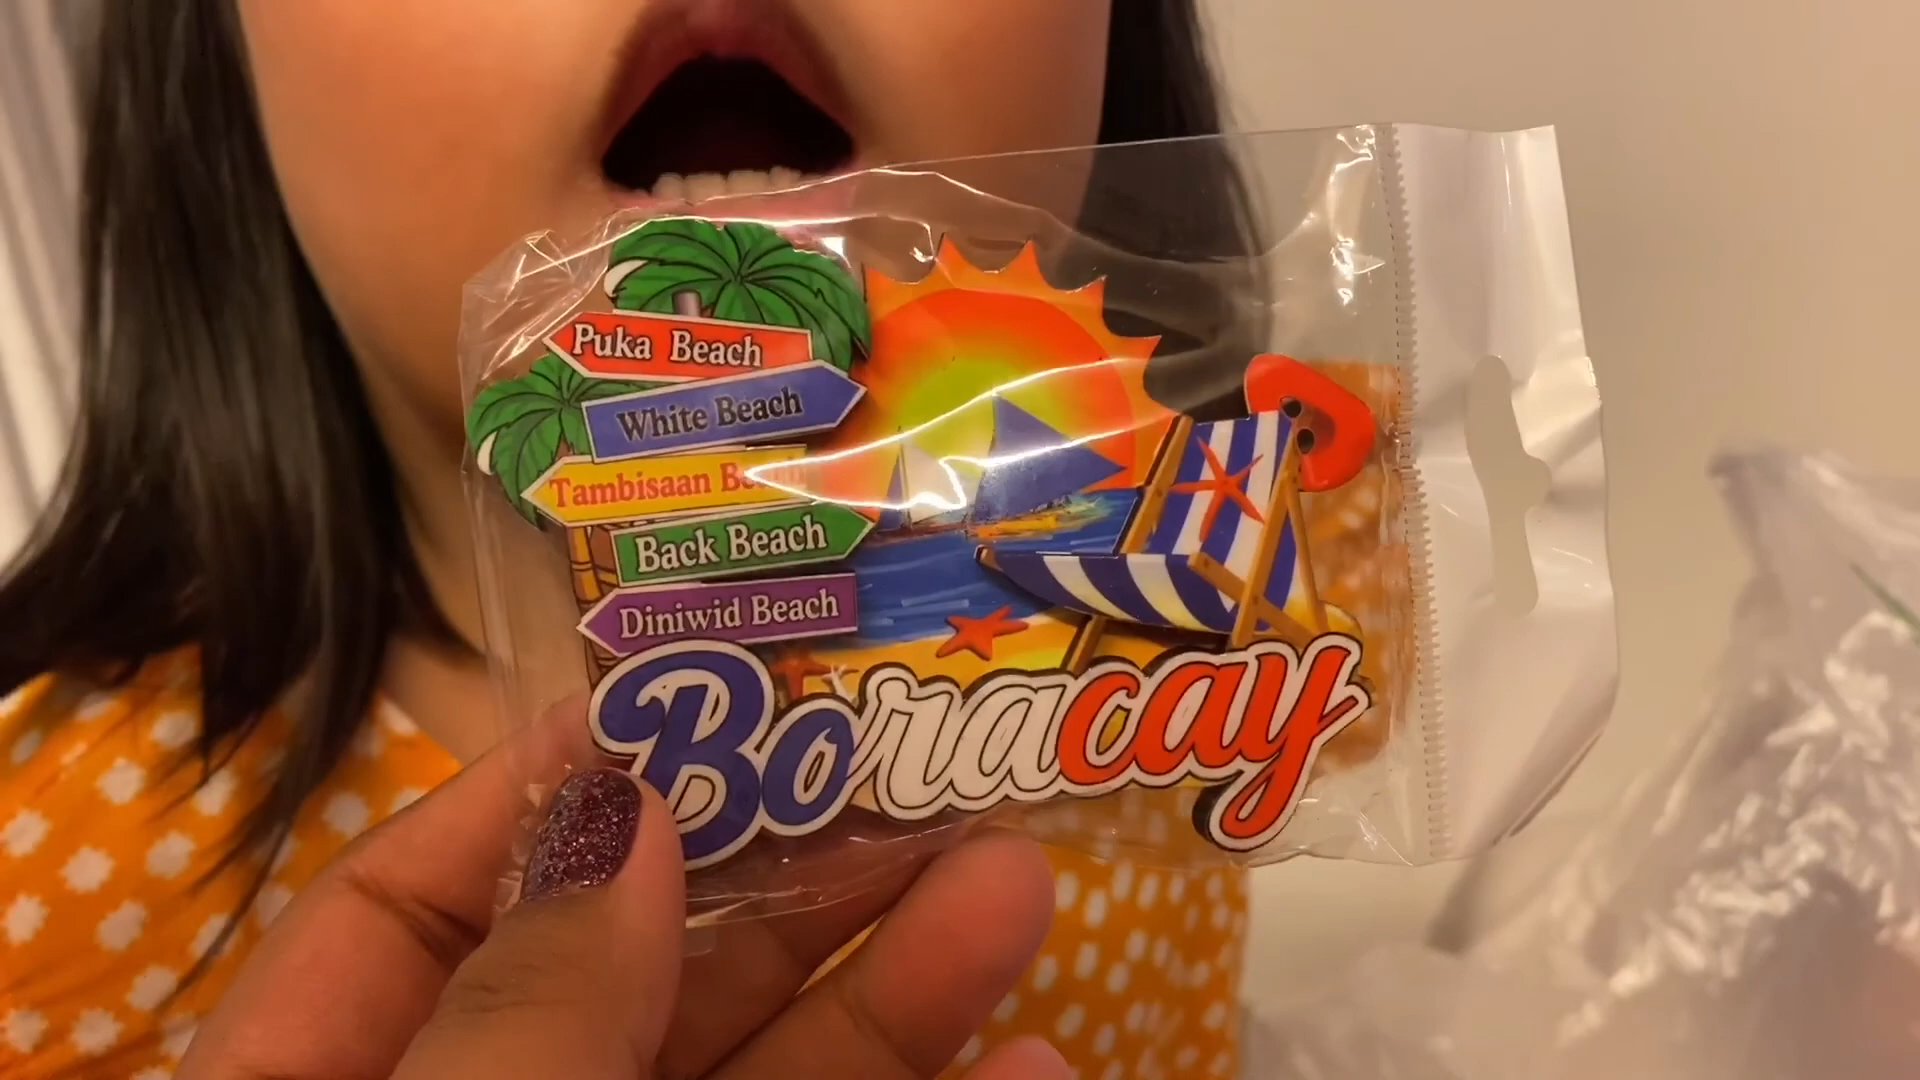 Puka Beach
White Beach
Tambisaan
Back Beach
Diniwid Beach
Boracay